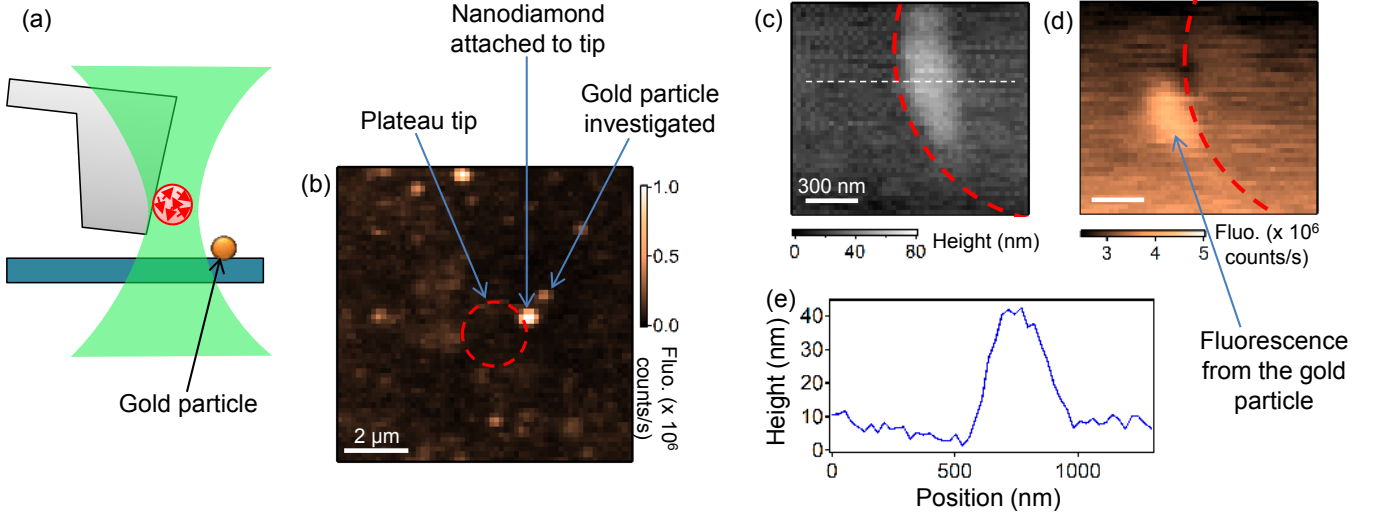 (a)
Gold particle
Nanodiamond
attached to tip
Gold particle
investigated
Plateau tip
(b)
1.0
0.5
0.0
Fluo. (x 10⁶
counts/s)
2 µm
(c)
300 nm
0 40 80
Height (nm)
(d)
3 4 5
Fluo. (x 10⁶
counts/s)
Fluorescence
from the gold
particle
(e)
Height (nm)
40
30
20
10
0
0 500 1000
Position (nm)